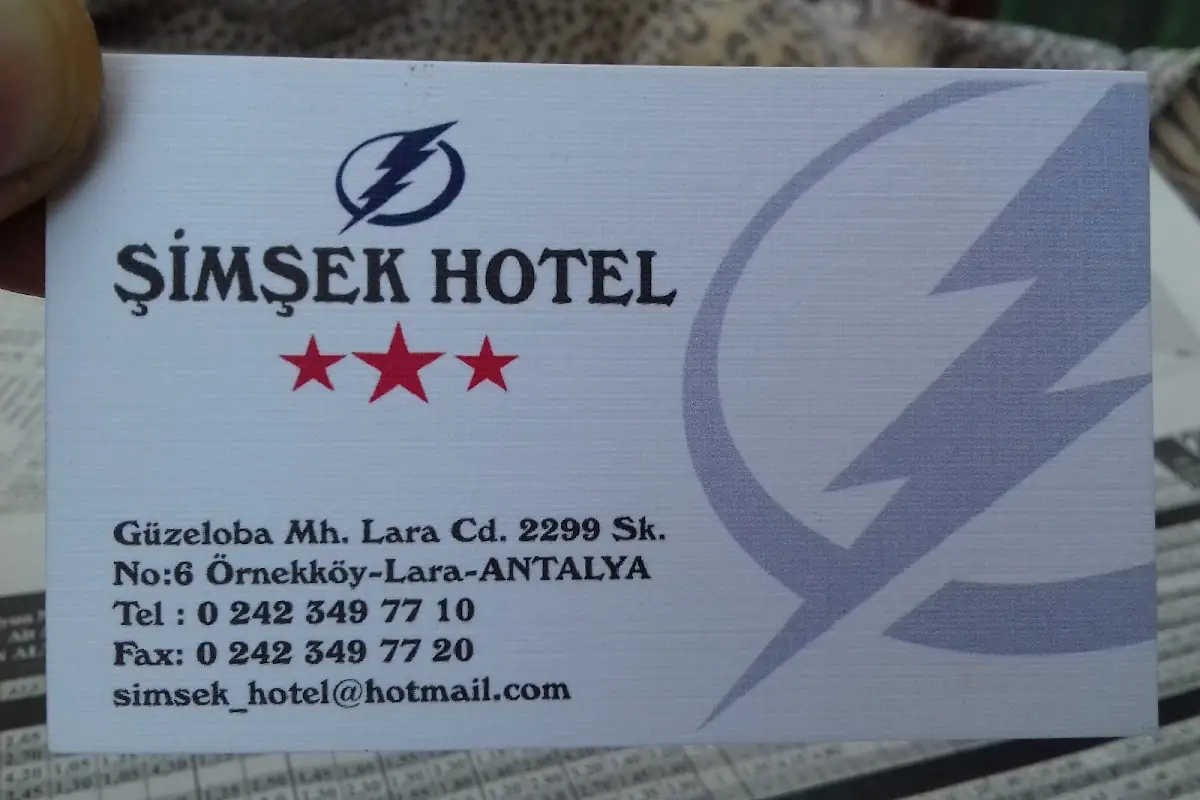 ŞİMŞEK HOTEL
Güzeloba Mh. Lara Cd. 2299 Sk.
No:6 Örnekköy-Lara-ANTALYA
Tel : 0 242 349 77 10
Fax: 0 242 349 77 20
simsek_hotel@hotmail.com